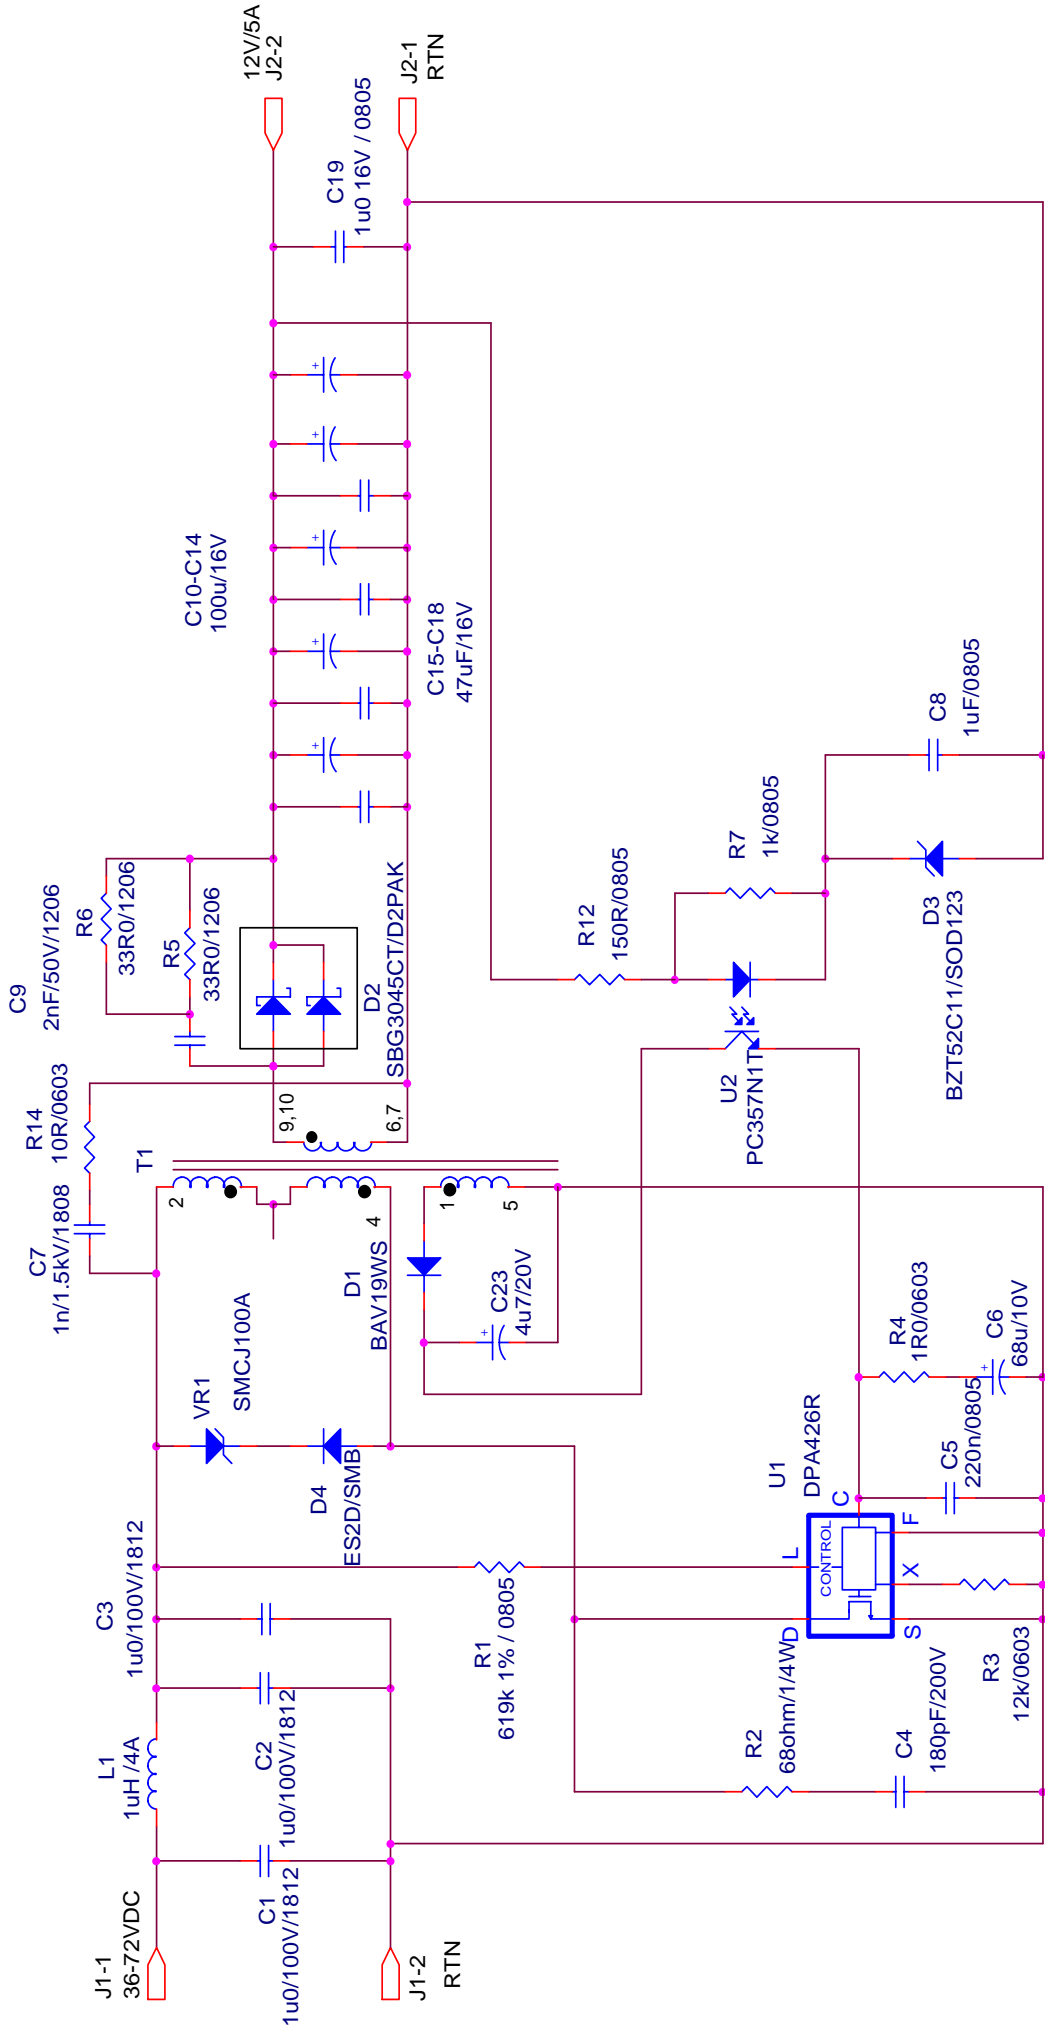 J1-1
36-72VDC
C1
1u0/100V/1812
J1-2
RTN
L1
1uH /4A
C2
1u0/100V/1812
C3
1u0/100V/1812
R1
619k 1% / 0805
R2
68ohm/1/4W
C4
180pF/200V
VR1
SMCJ100A
D4
ES2D/SMB
U1
DPA426R
CONTROL
D
L
C
S
X
F
R3
12k/0603
C5
220n/0805
R4
1R0/0603
C6
68u/10V
+
C7
1n/1.5kV/1808
R14
10R/0603
T1
2
4
1
5
9,10
6,7
D1
BAV19WS
C23
4u7/20V
+
C9
2nF/50V/1206
R6
33R0/1206
R5
33R0/1206
D2
SBG3045CT/D2PAK
U2
PC357N1T
R12
150R/0805
R7
1k/0805
D3
BZT52C11/SOD123
C8
1uF/0805
C10-C14
100u/16V
+
+
+
+
+
C15-C18
47uF/16V
C19
1u0 16V / 0805
12V/5A
J2-2
J2-1
RTN